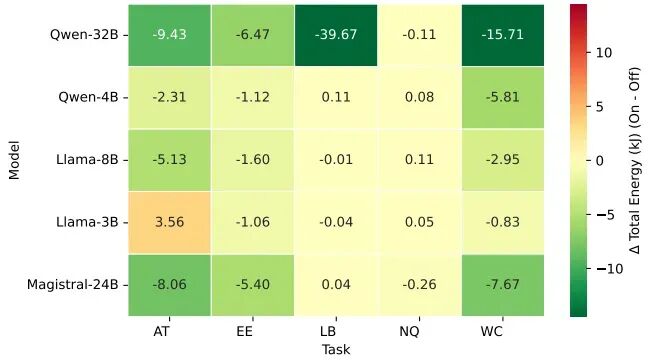 Qwen-32B -9.43 -6.47 -39.67 -0.11 -15.71
Qwen-4B -2.31 -1.12 0.11 0.08 -5.81
Llama-8B -5.13 -1.60 -0.01 0.11 -2.95
Llama-3B 3.56 -1.06 -0.04 0.05 -0.83
Magistral-24B -8.06 -5.40 0.04 -0.26 -7.67
AT EE LB NQ WC
Task
Model
10
5
0
−5
−10
Δ Total Energy (kJ) (On - Off)